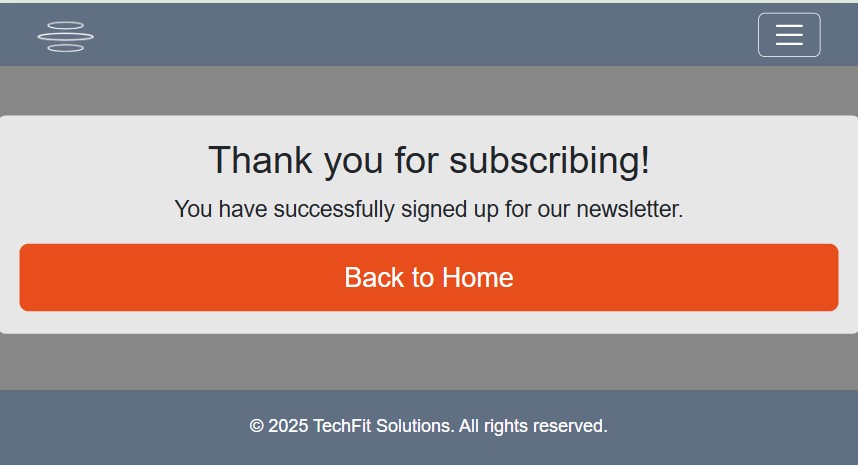 Thank you for subscribing!
You have successfully signed up for our newsletter.
Back to Home
© 2025 TechFit Solutions. All rights reserved.